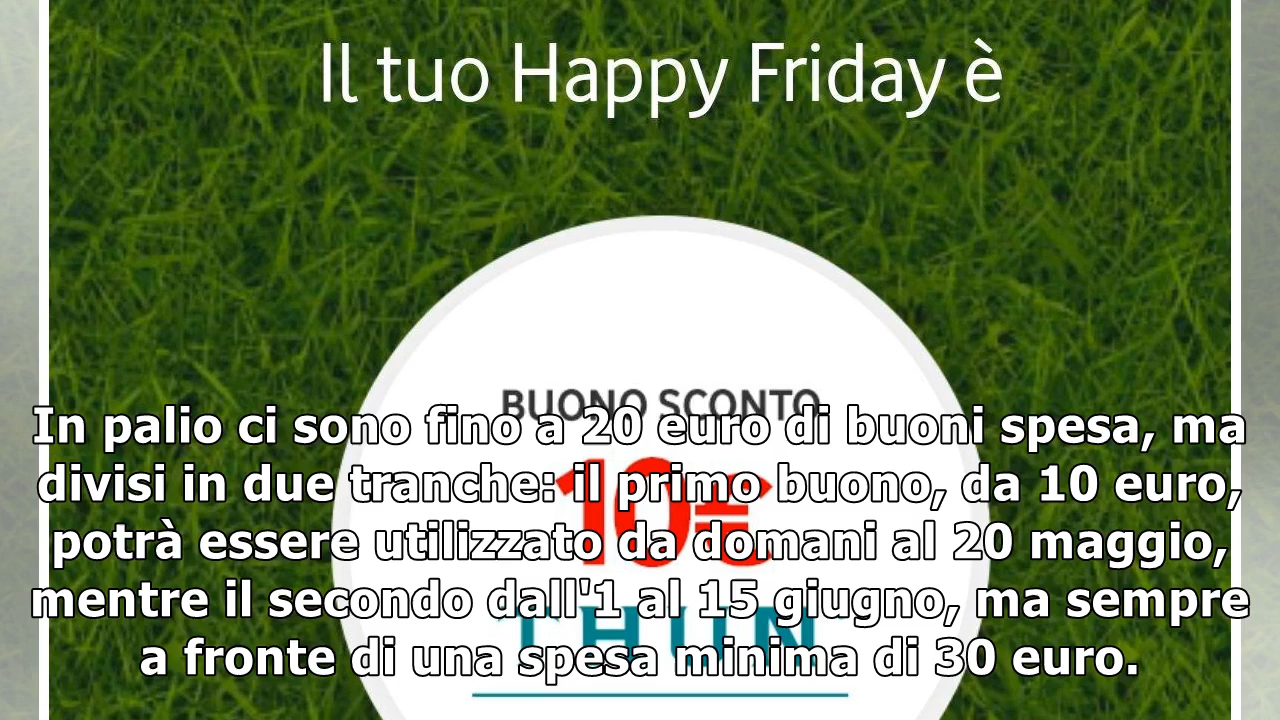 Il tuo Happy Friday è
BUONO SCONTO
In palio ci sono fino a 20 euro di buoni spesa, ma
divisi in due tranche: il primo buono, da 10 euro,
10€
potrà essere utilizzato da domani al 20 maggio,
mentre il secondo dall'1 al 15 giugno, ma sempre
THUN
a fronte di una spesa minima di 30 euro.